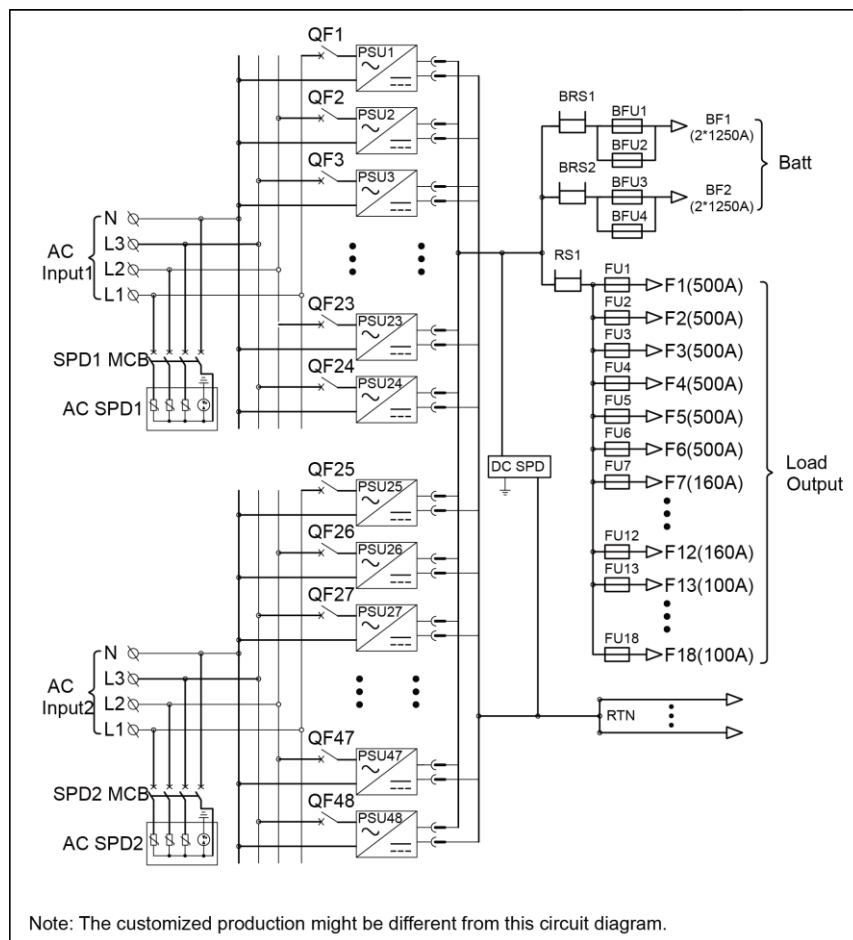 QF1
PSU1
QF2
PSU2
QF3
PSU3
N
L3
AC
Input1
L2
L1
QF23
PSU23
SPD1 MCB
QF24
PSU24
AC SPD1
QF25
PSU25
QF26
PSU26
QF27
PSU27
N
L3
AC
Input2
L2
L1
QF47
PSU47
SPD2 MCB
QF48
PSU48
AC SPD2
BRS1
BFU1
BF1
(2*1250A)
BFU2
Batt
BRS2
BFU3
BF2
(2*1250A)
BFU4
RS1
FU1
F1(500A)
FU2
F2(500A)
FU3
F3(500A)
FU4
F4(500A)
FU5
F5(500A)
FU6
F6(500A)
DC SPD
FU7
F7(160A)
Load
Output
FU12
F12(160A)
FU13
F13(100A)
FU18
F18(100A)
RTN
Note: The customized production might be different from this circuit diagram.